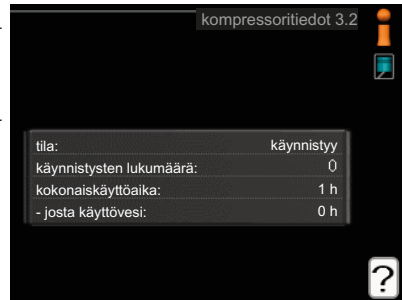 kompressoritiedot 3.2
tila: käynnistyy
käynnistysten lukumäärä: 0
kokonaiskäyttöaika: 1 h
- josta käyttövesi: 0 h
?